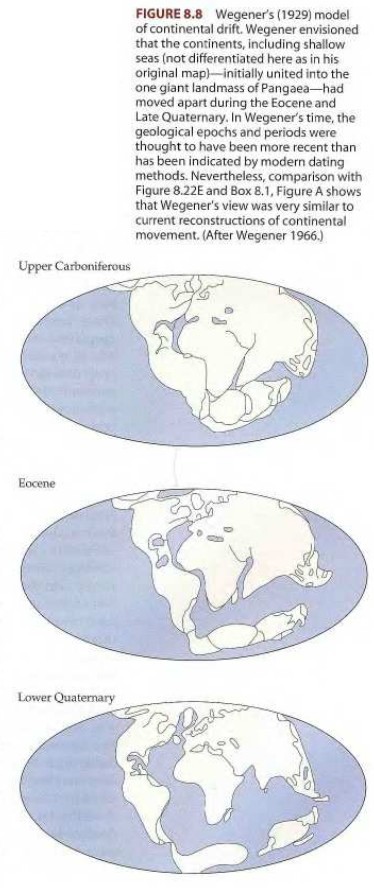 FIGURE 8.8 Wegener's (1929) model
of continental drift. Wegener envisioned
that the continents, including shallow
seas (not differentiated here as in his
original map)—initially united into the
one giant landmass of Pangaea—had
moved apart during the Eocene and
Late Quaternary. In Wegener's time, the
geological epochs and periods were
thought to have been more recent than
has been indicated by modern dating
methods. Nevertheless, comparison with
Figure 8.22E and Box 8.1, Figure A shows
that Wegener's view was very similar to
current reconstructions of continental
movement. (After Wegener 1966.)
Upper Carboniferous
Eocene
Lower Quaternary